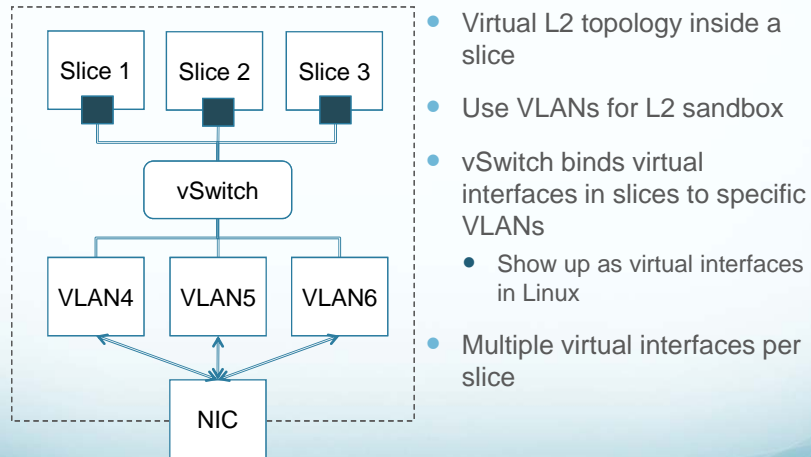 Slice 1
Slice 2
Slice 3
vSwitch
VLAN4
VLAN5
VLAN6
NIC
Virtual L2 topology inside a
slice
Use VLANs for L2 sandbox
vSwitch binds virtual
interfaces in slices to specific
VLANs
Show up as virtual interfaces
in Linux
Multiple virtual interfaces per
slice